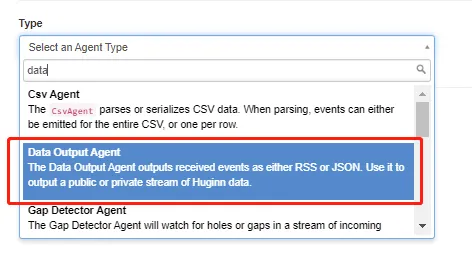 Type
Select an Agent Type
data
Csv Agent
The CsvAgent parses or serializes CSV data. When parsing, events can either
be emitted for the entire CSV, or one per row.
Data Output Agent
The Data Output Agent outputs received events as either RSS or JSON. Use it to
output a public or private stream of Huginn data.
Gap Detector Agent
The Gap Detector Agent will watch for holes or gaps in a stream of incoming